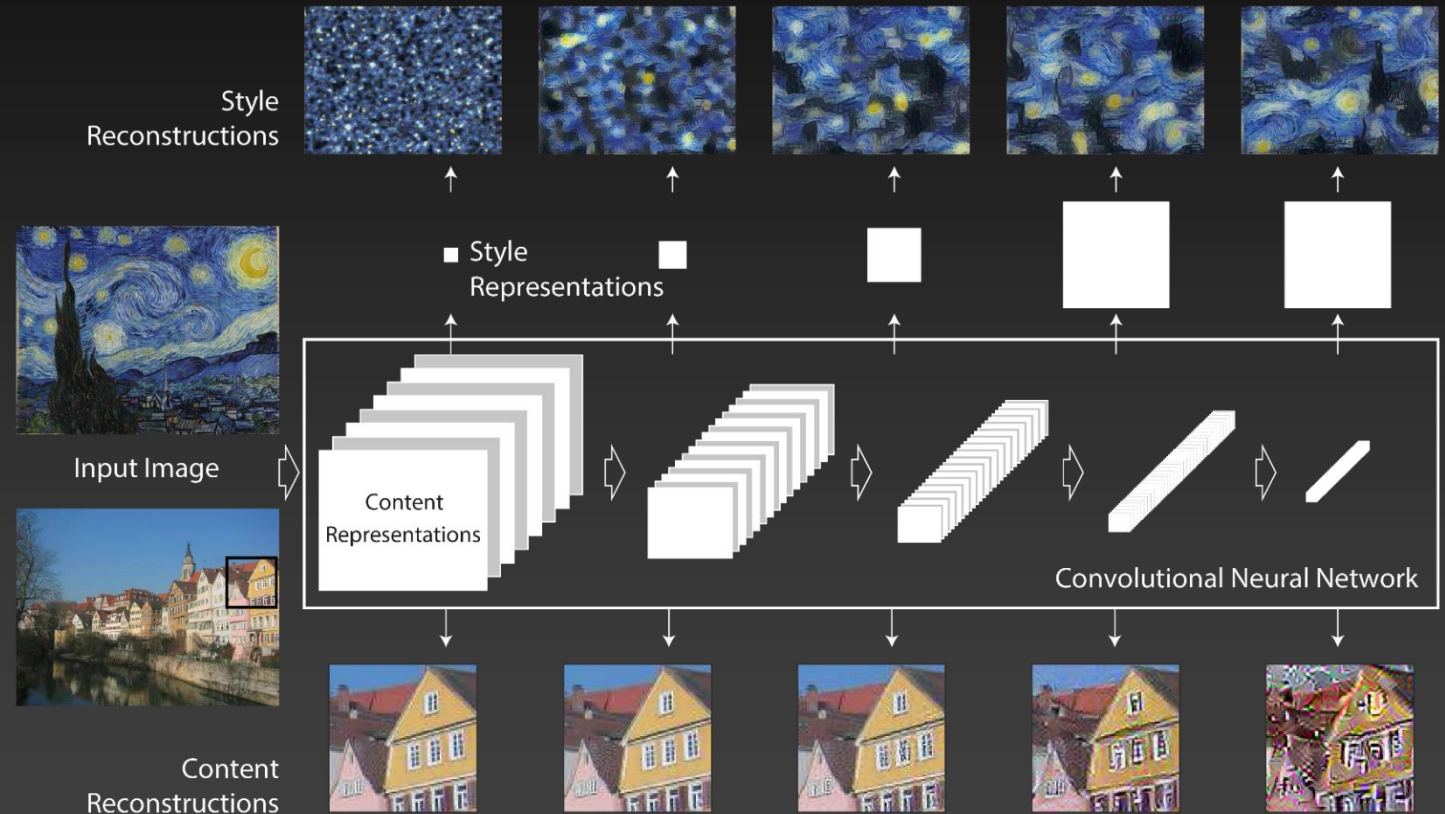 Style
Reconstructions
Style
Representations
Input Image
Content
Representations
Convolutional Neural Network
Content
Reconstructions